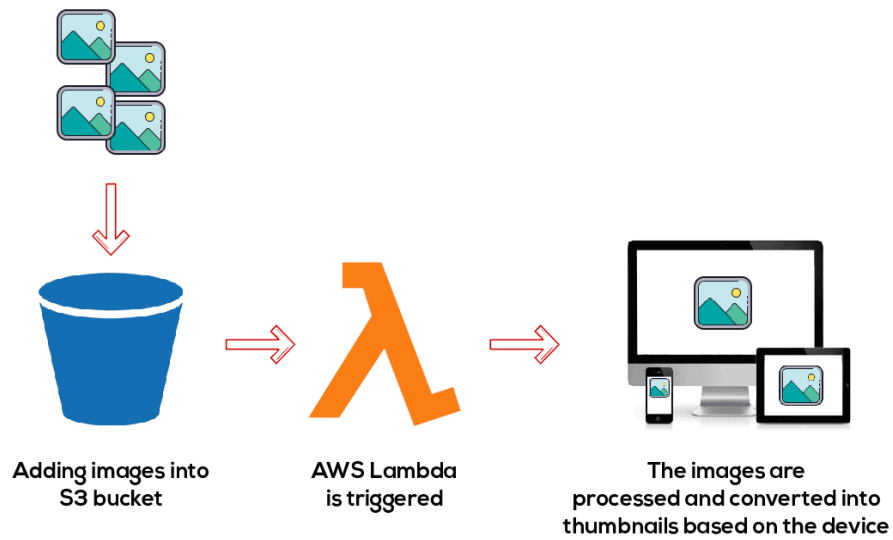 Adding images into
S3 bucket
AWS Lambda
is triggered
The images are
processed and converted into
thumbnails based on the device